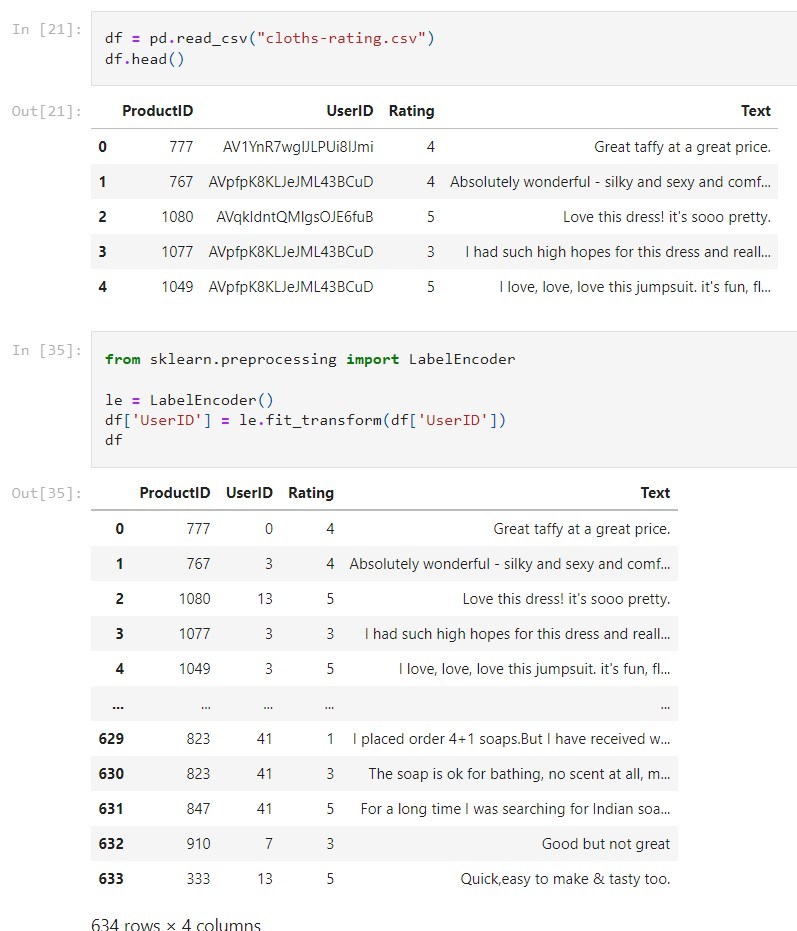 In [21]:
df = pd.read_csv("cloths-rating.csv")
df.head()
Out[21]:
ProductID UserID Rating Text
0 777 AV1YnR7wglJLPUi8IJmi 4 Great taffy at a great price.
1 767 AVpfpK8KLJeJML43BCuD 4 Absolutely wonderful - silky and sexy and comf...
2 1080 AVqkIdntQMlgsOJE6fuB 5 Love this dress! it's sooo pretty.
3 1077 AVpfpK8KLJeJML43BCuD 3 I had such high hopes for this dress and reall...
4 1049 AVpfpK8KLJeJML43BCuD 5 I love, love, love this jumpsuit. it's fun, fl...
In [35]:
from sklearn.preprocessing import LabelEncoder
le = LabelEncoder()
df['UserID'] = le.fit_transform(df['UserID'])
df
Out[35]:
ProductID UserID Rating Text
0 777 0 4 Great taffy at a great price.
1 767 3 4 Absolutely wonderful - silky and sexy and comf...
2 1080 13 5 Love this dress! it's sooo pretty.
3 1077 3 3 I had such high hopes for this dress and reall...
4 1049 3 5 I love, love, love this jumpsuit. it's fun, fl...
... ... ... ... ...
629 823 41 1 I placed order 4+1 soaps.But I have received w...
630 823 41 3 The soap is ok for bathing, no scent at all, m...
631 847 41 5 For a long time I was searching for Indian soa...
632 910 7 3 Good but not great
633 333 13 5 Quick,easy to make & tasty too.
634 rows × 4 columns